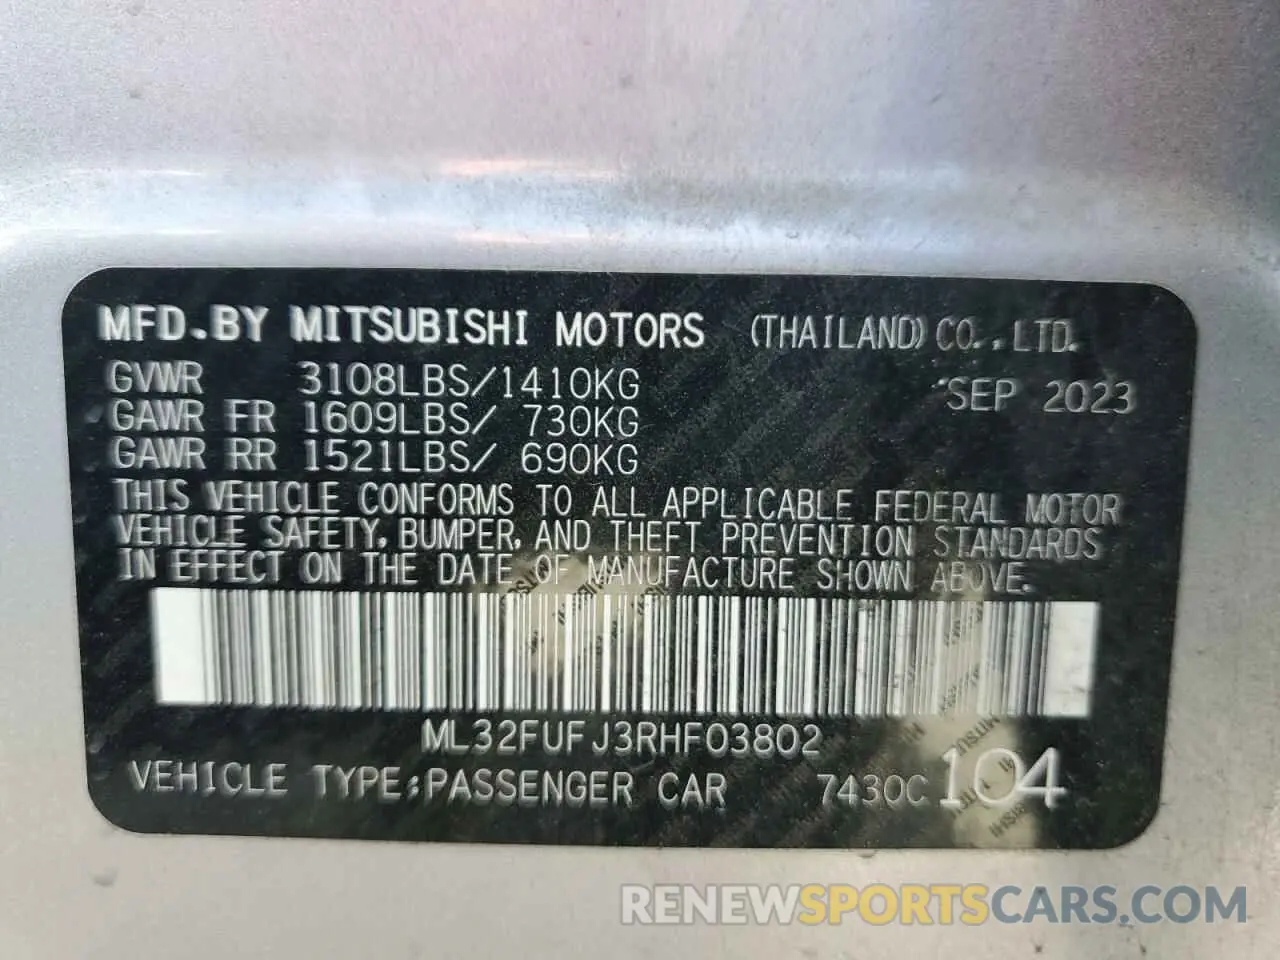 MFD.BY MITSUBISHI MOTORS (THAILAND) CO.,LTD.
GVWR 3108LBS/1410KG SEP 2023
GAWR FR 1609LBS/ 730KG
GAWR RR 1521LBS/ 690KG
THIS VEHICLE CONFORMS TO ALL APPLICABLE FEDERAL MOTOR
VEHICLE SAFETY, BUMPER, AND THEFT PREVENTION STANDARDS
IN EFFECT ON THE DATE OF MANUFACTURE SHOWN ABOVE.
ML32FUFJ3RHF03802
VEHICLE TYPE:PASSENGER CAR 7430C 104
RENEWSPORTSCARS.COM